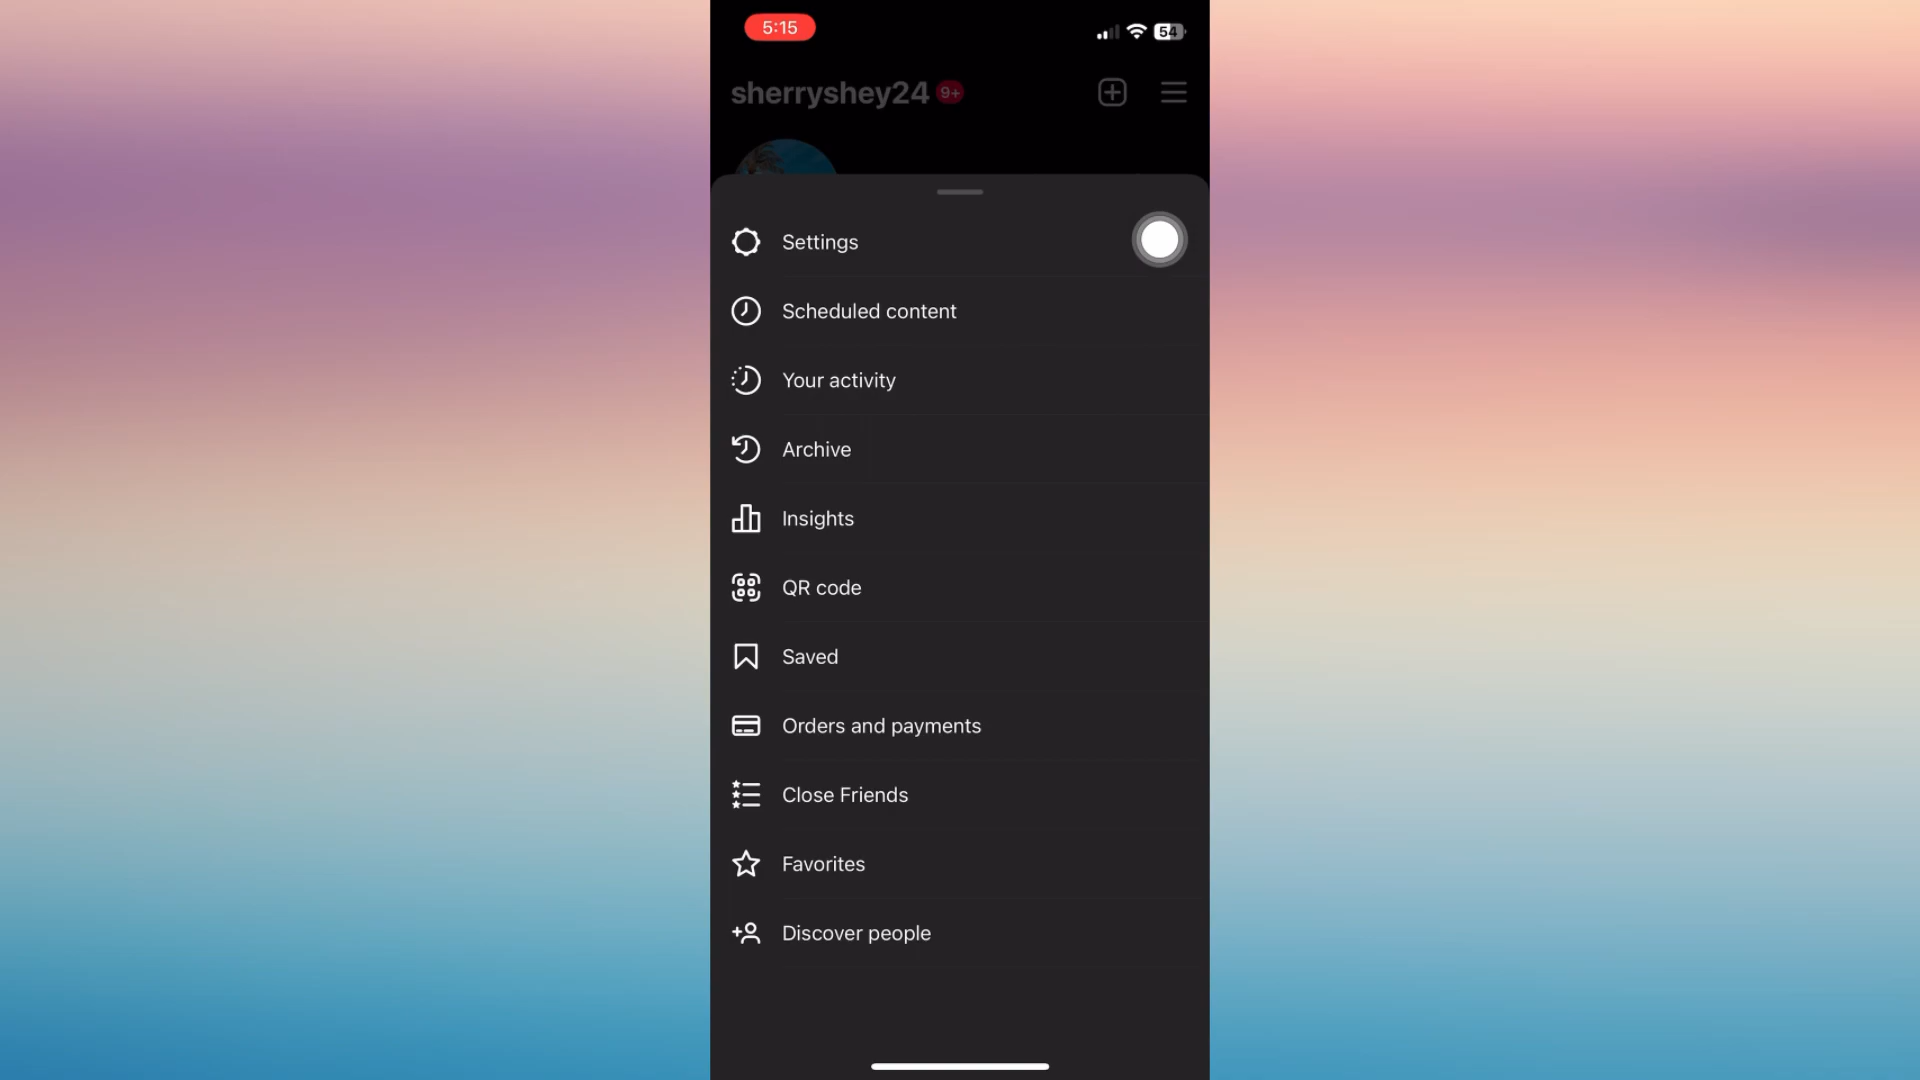 5:15
54
sherryshey24 9+
Settings
Scheduled content
Your activity
Archive
Insights
QR code
Saved
Orders and payments
Close Friends
Favorites
Discover people